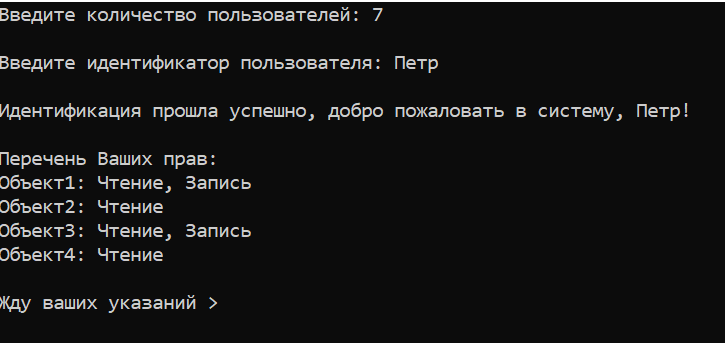 Введите количество пользователей: 7
Введите идентификатор пользователя: Петр
Идентификация прошла успешно, добро пожаловать в систему, Петр!
Перечень Ваших прав:
Объект1: Чтение, Запись
Объект2: Чтение
Объект3: Чтение, Запись
Объект4: Чтение
Жду ваших указаний >